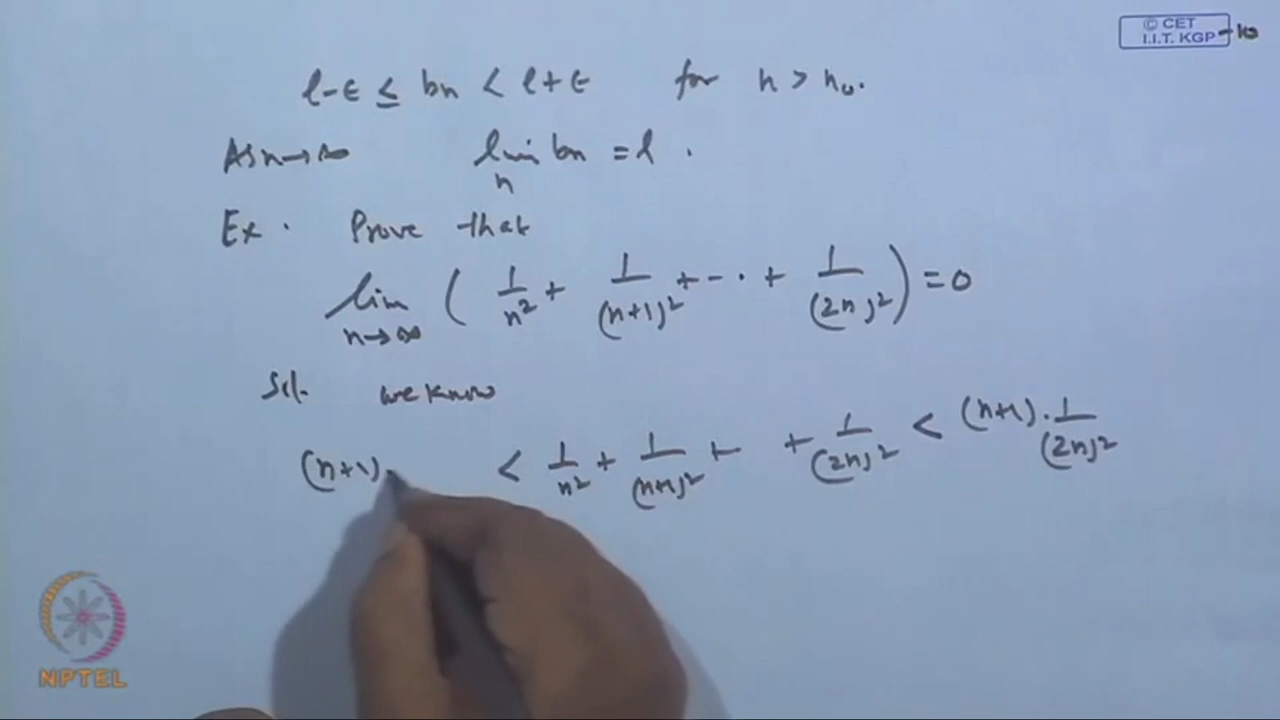 © CET
I.I.T. KGP
l-ε ≤ bn < l+ε for n > n₀.
As n→∞ lim bn = l .
n
Ex . Prove that
lim n→∞ ( 1/n² + 1/(n+1)² + -- · + 1/(2n)² ) = 0
Sol. we know
(n+1) < 1/n² + 1/(n+1)² + + 1/(2n)² < (n+1) . 1/(2n)²
NPTEL